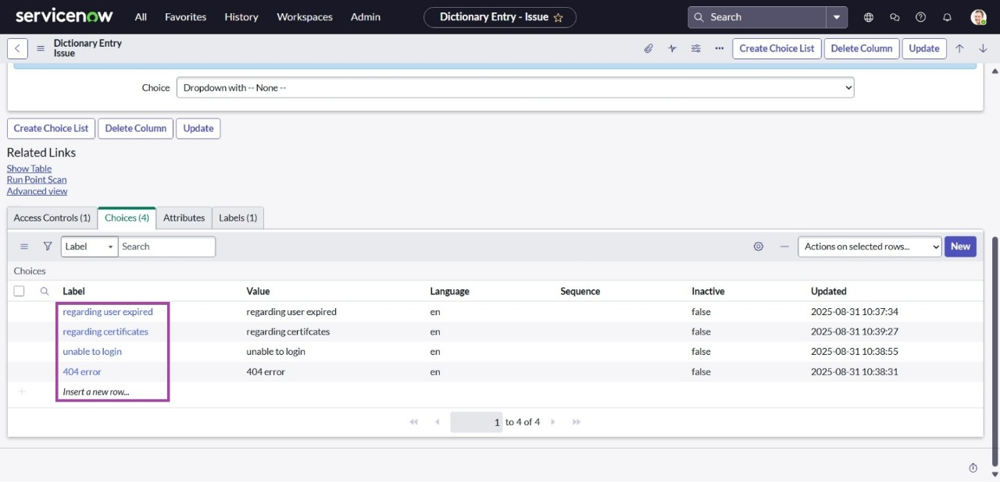 servicenow All Favorites History Workspaces Admin Dictionary Entry - Issue Search
Dictionary Entry
Issue
Create Choice List Delete Column Update
Choice Dropdown with -- None --
Create Choice List Delete Column Update
Related Links
Show Table
Run Point Scan
Advanced view
Access Controls (1) Choices (4) Attributes Labels (1)
Label Search Actions on selected rows... New
Choices
Label Value Language Sequence Inactive Updated
regarding user expired regarding user expired en false 2025-08-31 10:37:34
regarding certificates regarding certifcates en false 2025-08-31 10:39:27
unable to login unable to login en false 2025-08-31 10:38:55
404 error 404 error en false 2025-08-31 10:38:31
Insert a new row...
1 to 4 of 4